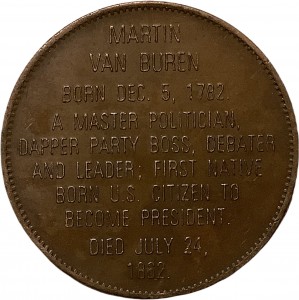 MARTIN
VAN BUREN
BORN DEC. 5, 1782
A MASTER POLITICIAN,
DAPPER PARTY BOSS, DEBATER
AND LEADER; FIRST NATIVE
BORN U.S. CITIZEN TO
BECOME PRESIDENT.
DIED JULY 24,
1862.